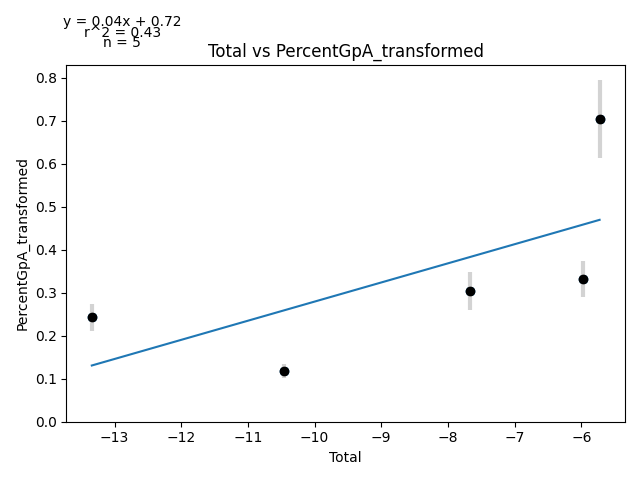 y = 0.04x + 0.72
r^2 = 0.43
n = 5
Total vs PercentGpA_transformed
0.8
0.7
0.6
0.5
0.4
0.3
0.2
0.1
0.0
PercentGpA_transformed
−13
−12
−11
−10
−9
−8
−7
−6
Total